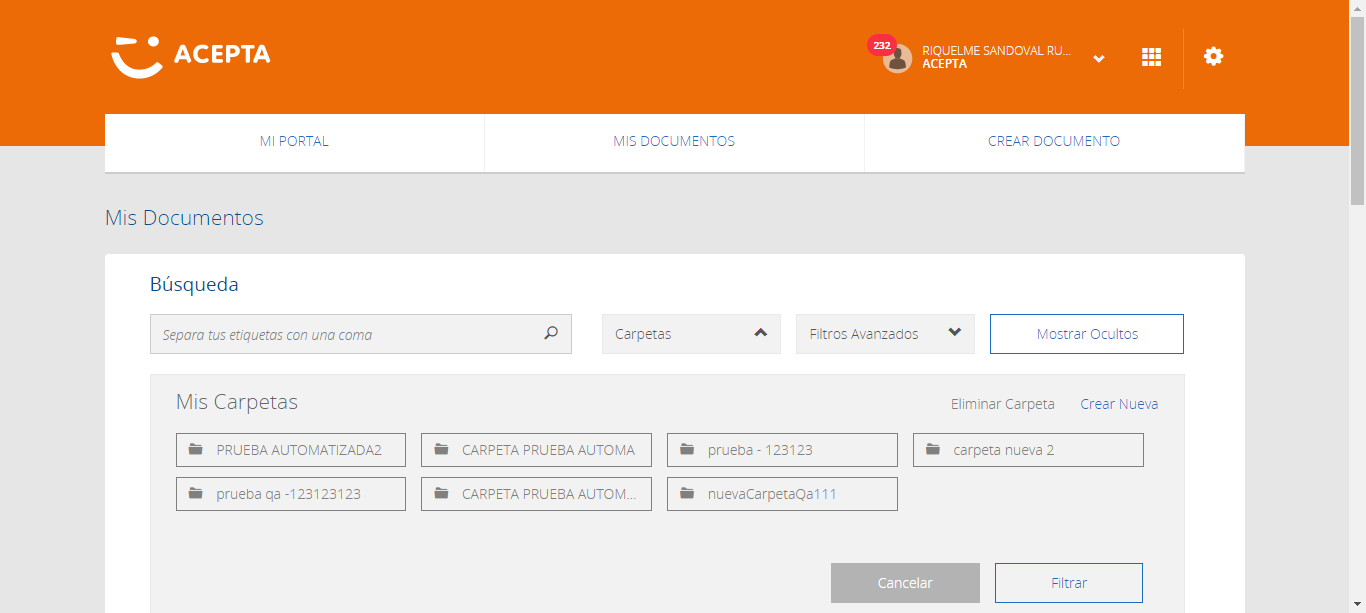 ACEPTA
232
RIQUELME SANDOVAL RU...
ACEPTA
MI PORTAL
MIS DOCUMENTOS
CREAR DOCUMENTO
Mis Documentos
Búsqueda
Separa tus etiquetas con una coma
Carpetas
Filtros Avanzados
Mostrar Ocultos
Mis Carpetas
Eliminar Carpeta
Crear Nueva
PRUEBA AUTOMATIZADA2
CARPETA PRUEBA AUTOMA
prueba - 123123
carpeta nueva 2
prueba qa -123123123
CARPETA PRUEBA AUTOM...
nuevaCarpetaQa111
Cancelar
Filtrar